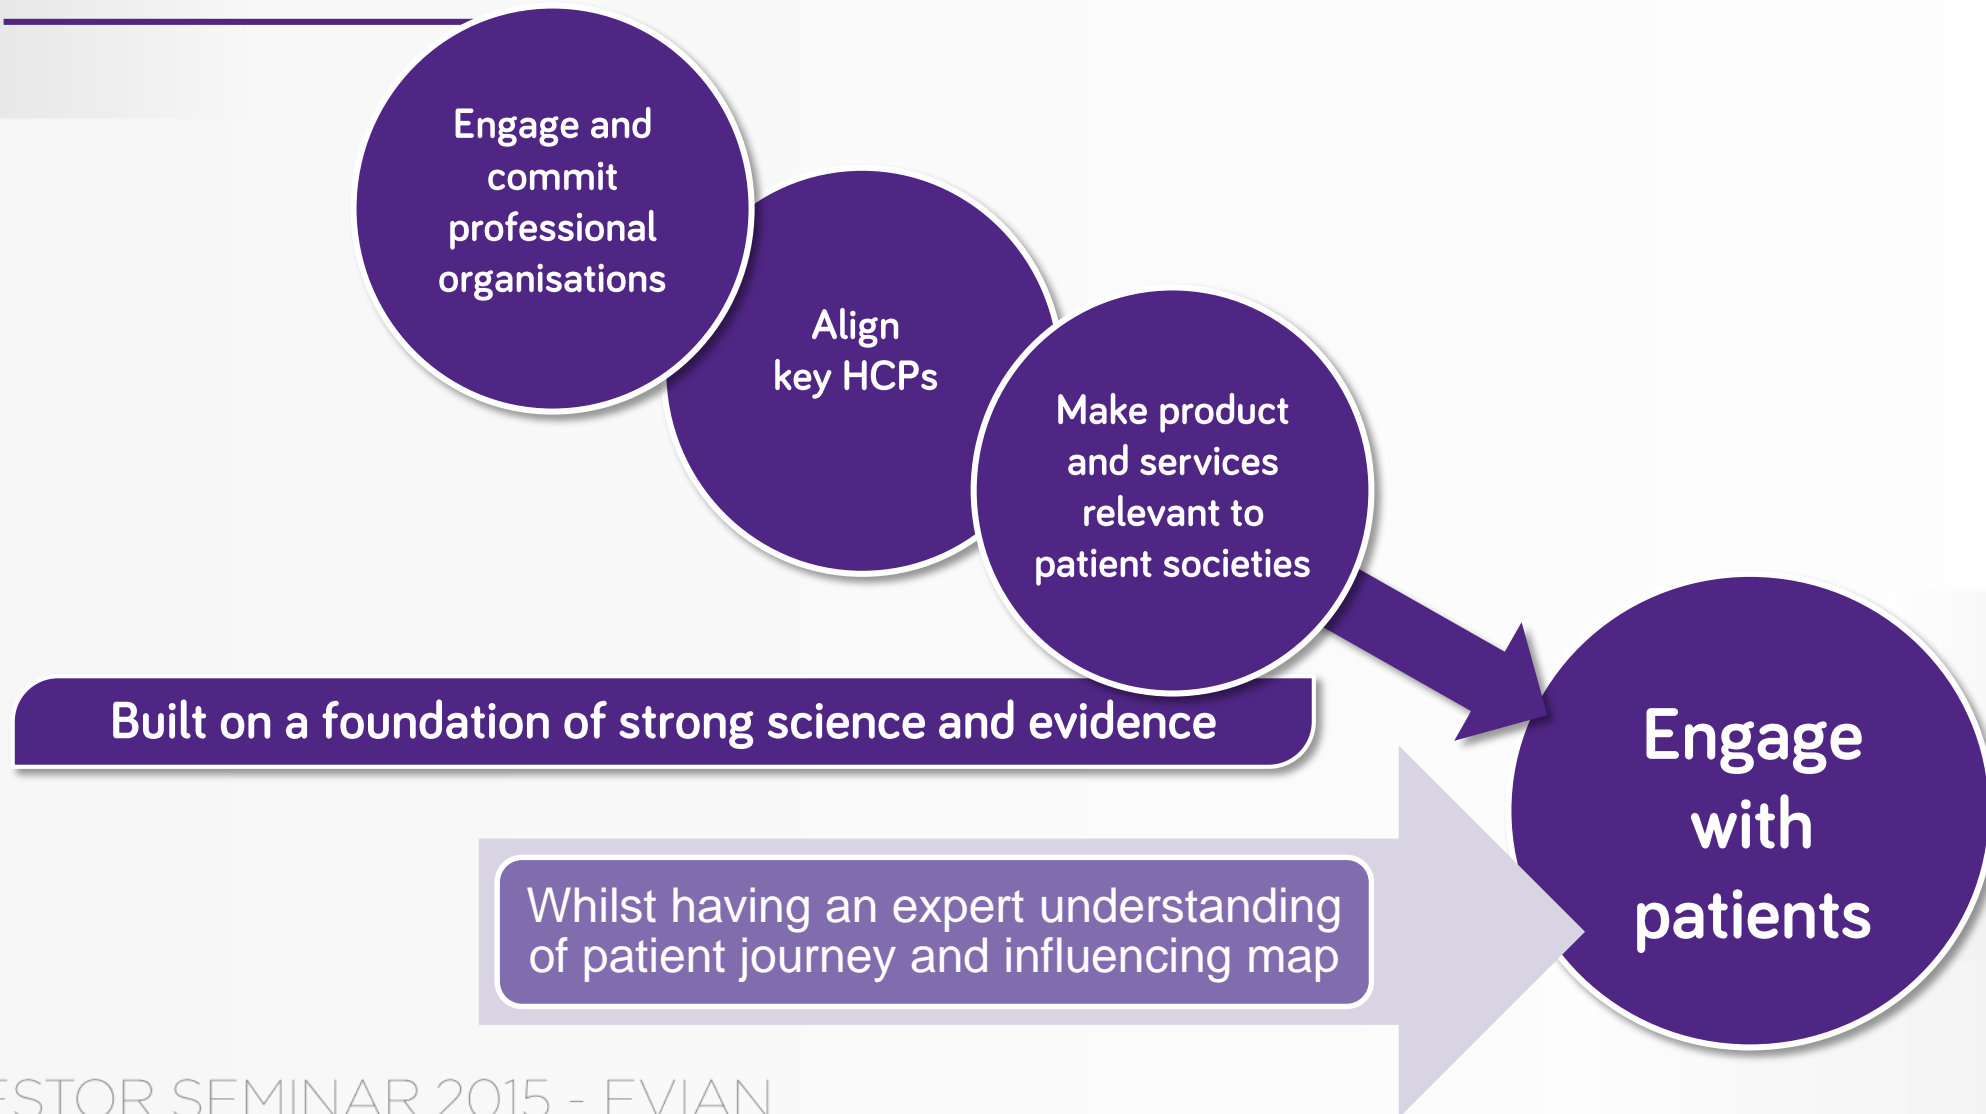 Engage and
commit
professional
organisations
Align
key HCPs
Make product
and services
relevant to
patient societies
Built on a foundation of strong science and evidence
Engage
with
patients
Whilst having an expert understanding
of patient journey and influencing map
ESTOR SEMINAR 2015 - EVIAN